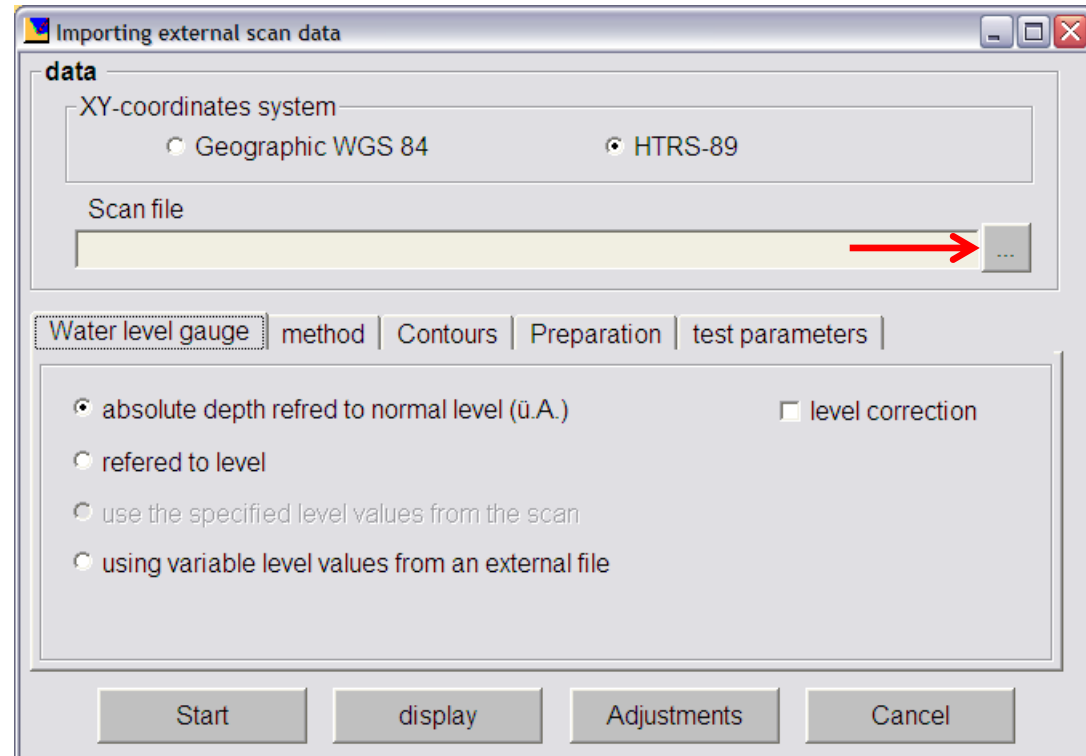 Importing external scan data
data
XY-coordinates system
Geographic WGS 84 HTRS-89
Scan file
...
Water level gauge method Contours Preparation test parameters
absolute depth refred to normal level (ü.A.) level correction
refered to level
use the specified level values from the scan
using variable level values from an external file
Start display Adjustments Cancel